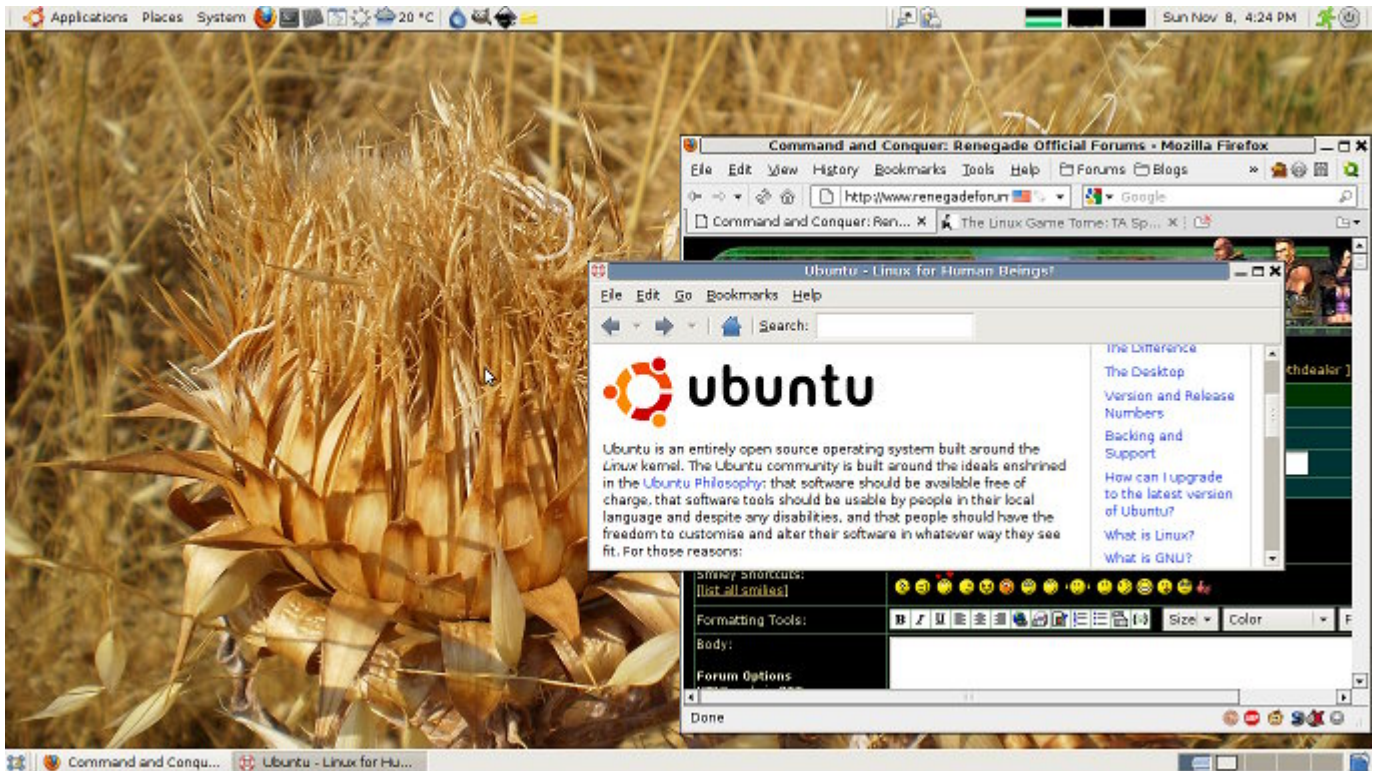 Applications Places System 20 °C Sun Nov 8, 4:24 PM
Command and Conquer: Renegade Official Forums - Mozilla Firefox
File Edit View History Bookmarks Tools Help Forums Blogs »
http://www.renegadeforum Google
Command and Conquer: Ren... The Linux Game Tome: TA Sp...
Ubuntu - Linux for Human Beings!
File Edit Go Bookmarks Help
Search:
ubuntu
Ubuntu is an entirely open source operating system built around the
Linux kernel. The Ubuntu community is built around the ideals enshrined
in the Ubuntu Philosophy: that software should be available free of
charge, that software tools should be usable by people in their local
language and despite any disabilities, and that people should have the
freedom to customise and alter their software in whatever way they see
fit. For those reasons:
The Difference
The Desktop
Version and Release
Numbers
Backing and
Support
How can I upgrade
to the latest version
of Ubuntu?
What is Linux?
What is GNU?
thdealer ]
Smiley Shortcuts:
[list all smilies]
Formatting Tools: B I U Size Color F
Body:
Forum Options
Done
Command and Conqu... Ubuntu - Linux for Hu...